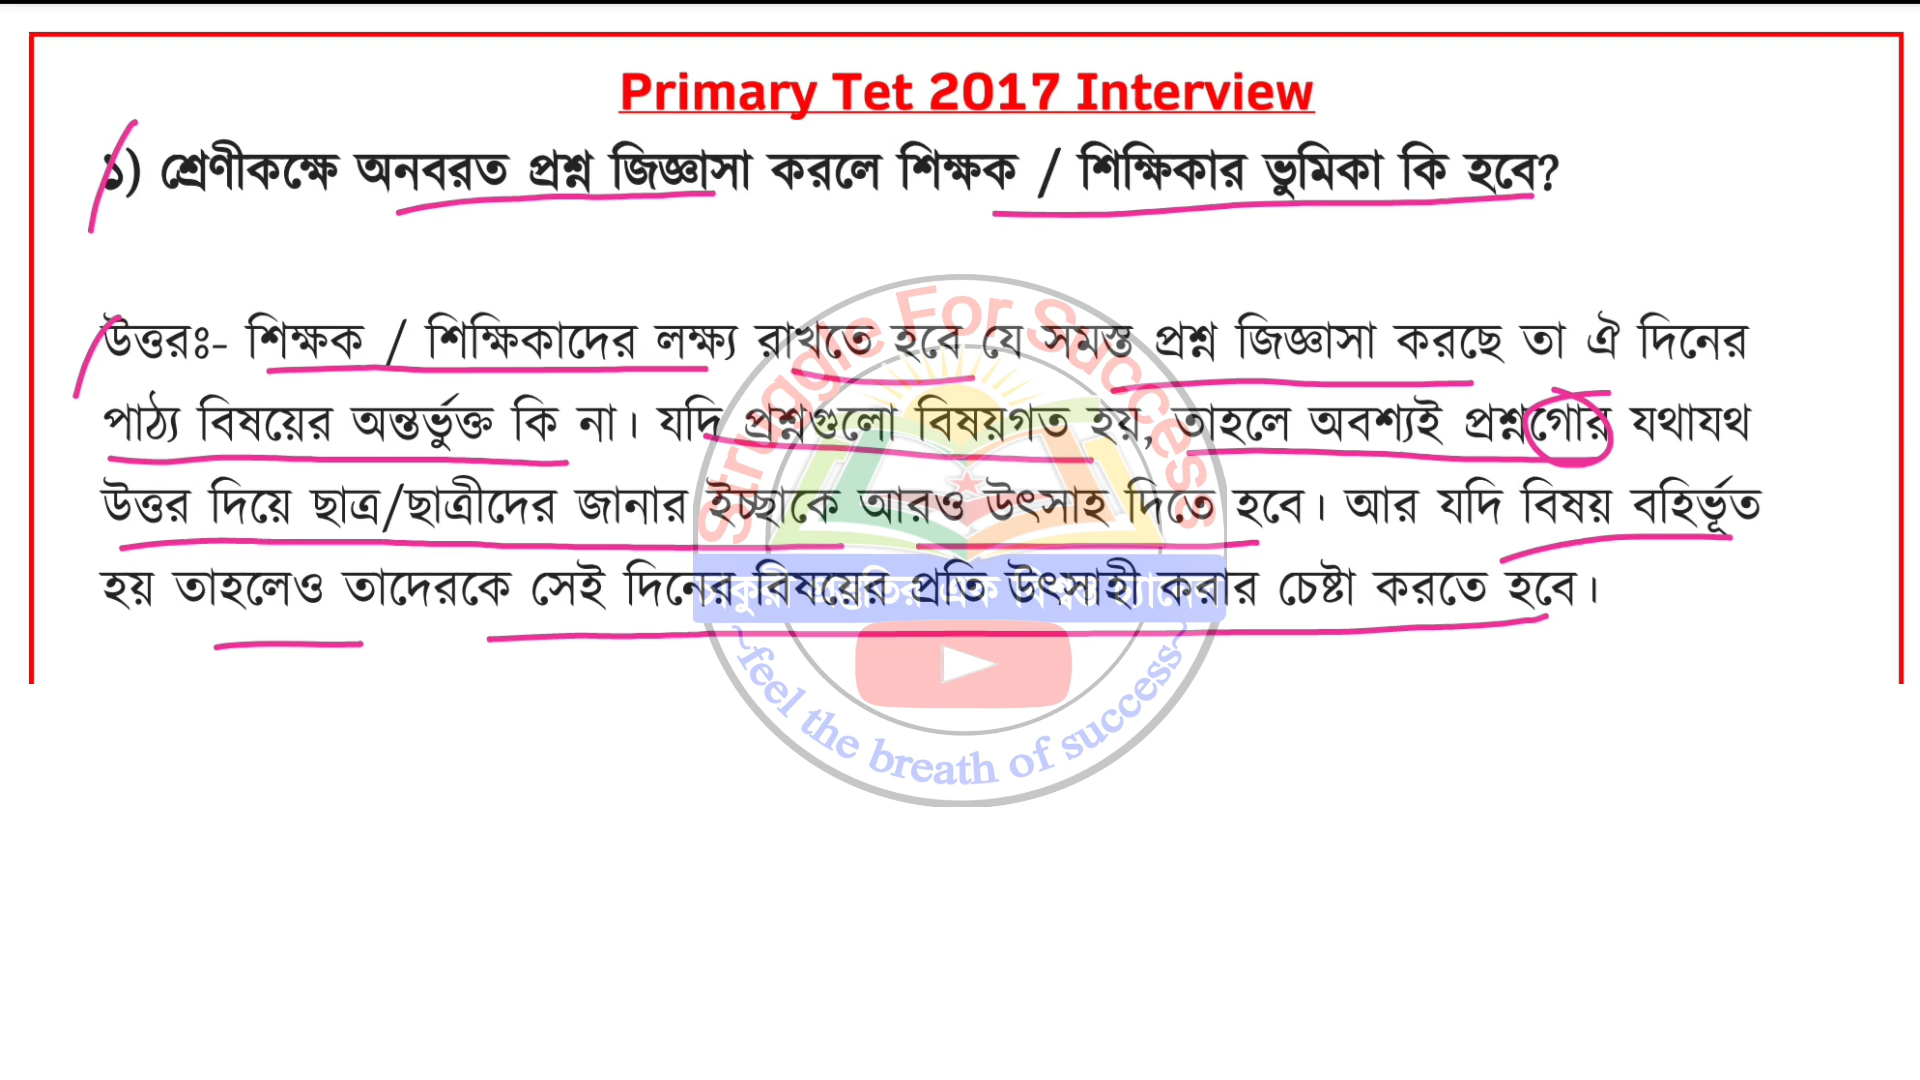 Primary Tet 2017 Interview
১) শ্রেণীকক্ষে অনবরত প্রশ্ন জিজ্ঞাসা করলে শিক্ষক / শিক্ষিকার ভুমিকা কি হবে?
উত্তরঃ- শিক্ষক / শিক্ষিকাদের লক্ষ্য রাখতে হবে যে সমস্ত প্রশ্ন জিজ্ঞাসা করছে তা ঐ দিনের
পাঠ্য বিষয়ের অন্তর্ভুক্ত কি না। যদি প্রশ্নগুলো বিষয়গত হয়, তাহলে অবশ্যই প্রশ্নগোর যথাযথ
উত্তর দিয়ে ছাত্র/ছাত্রীদের জানার ইচ্ছাকে আরও উৎসাহ দিতে হবে। আর যদি বিষয় বহির্ভূত
হয় তাহলেও তাদেরকে সেই দিনের বিষয়ের প্রতি উৎসাহী করার চেষ্টা করতে হবে।
Struggle For Success
~feel the breath of success~